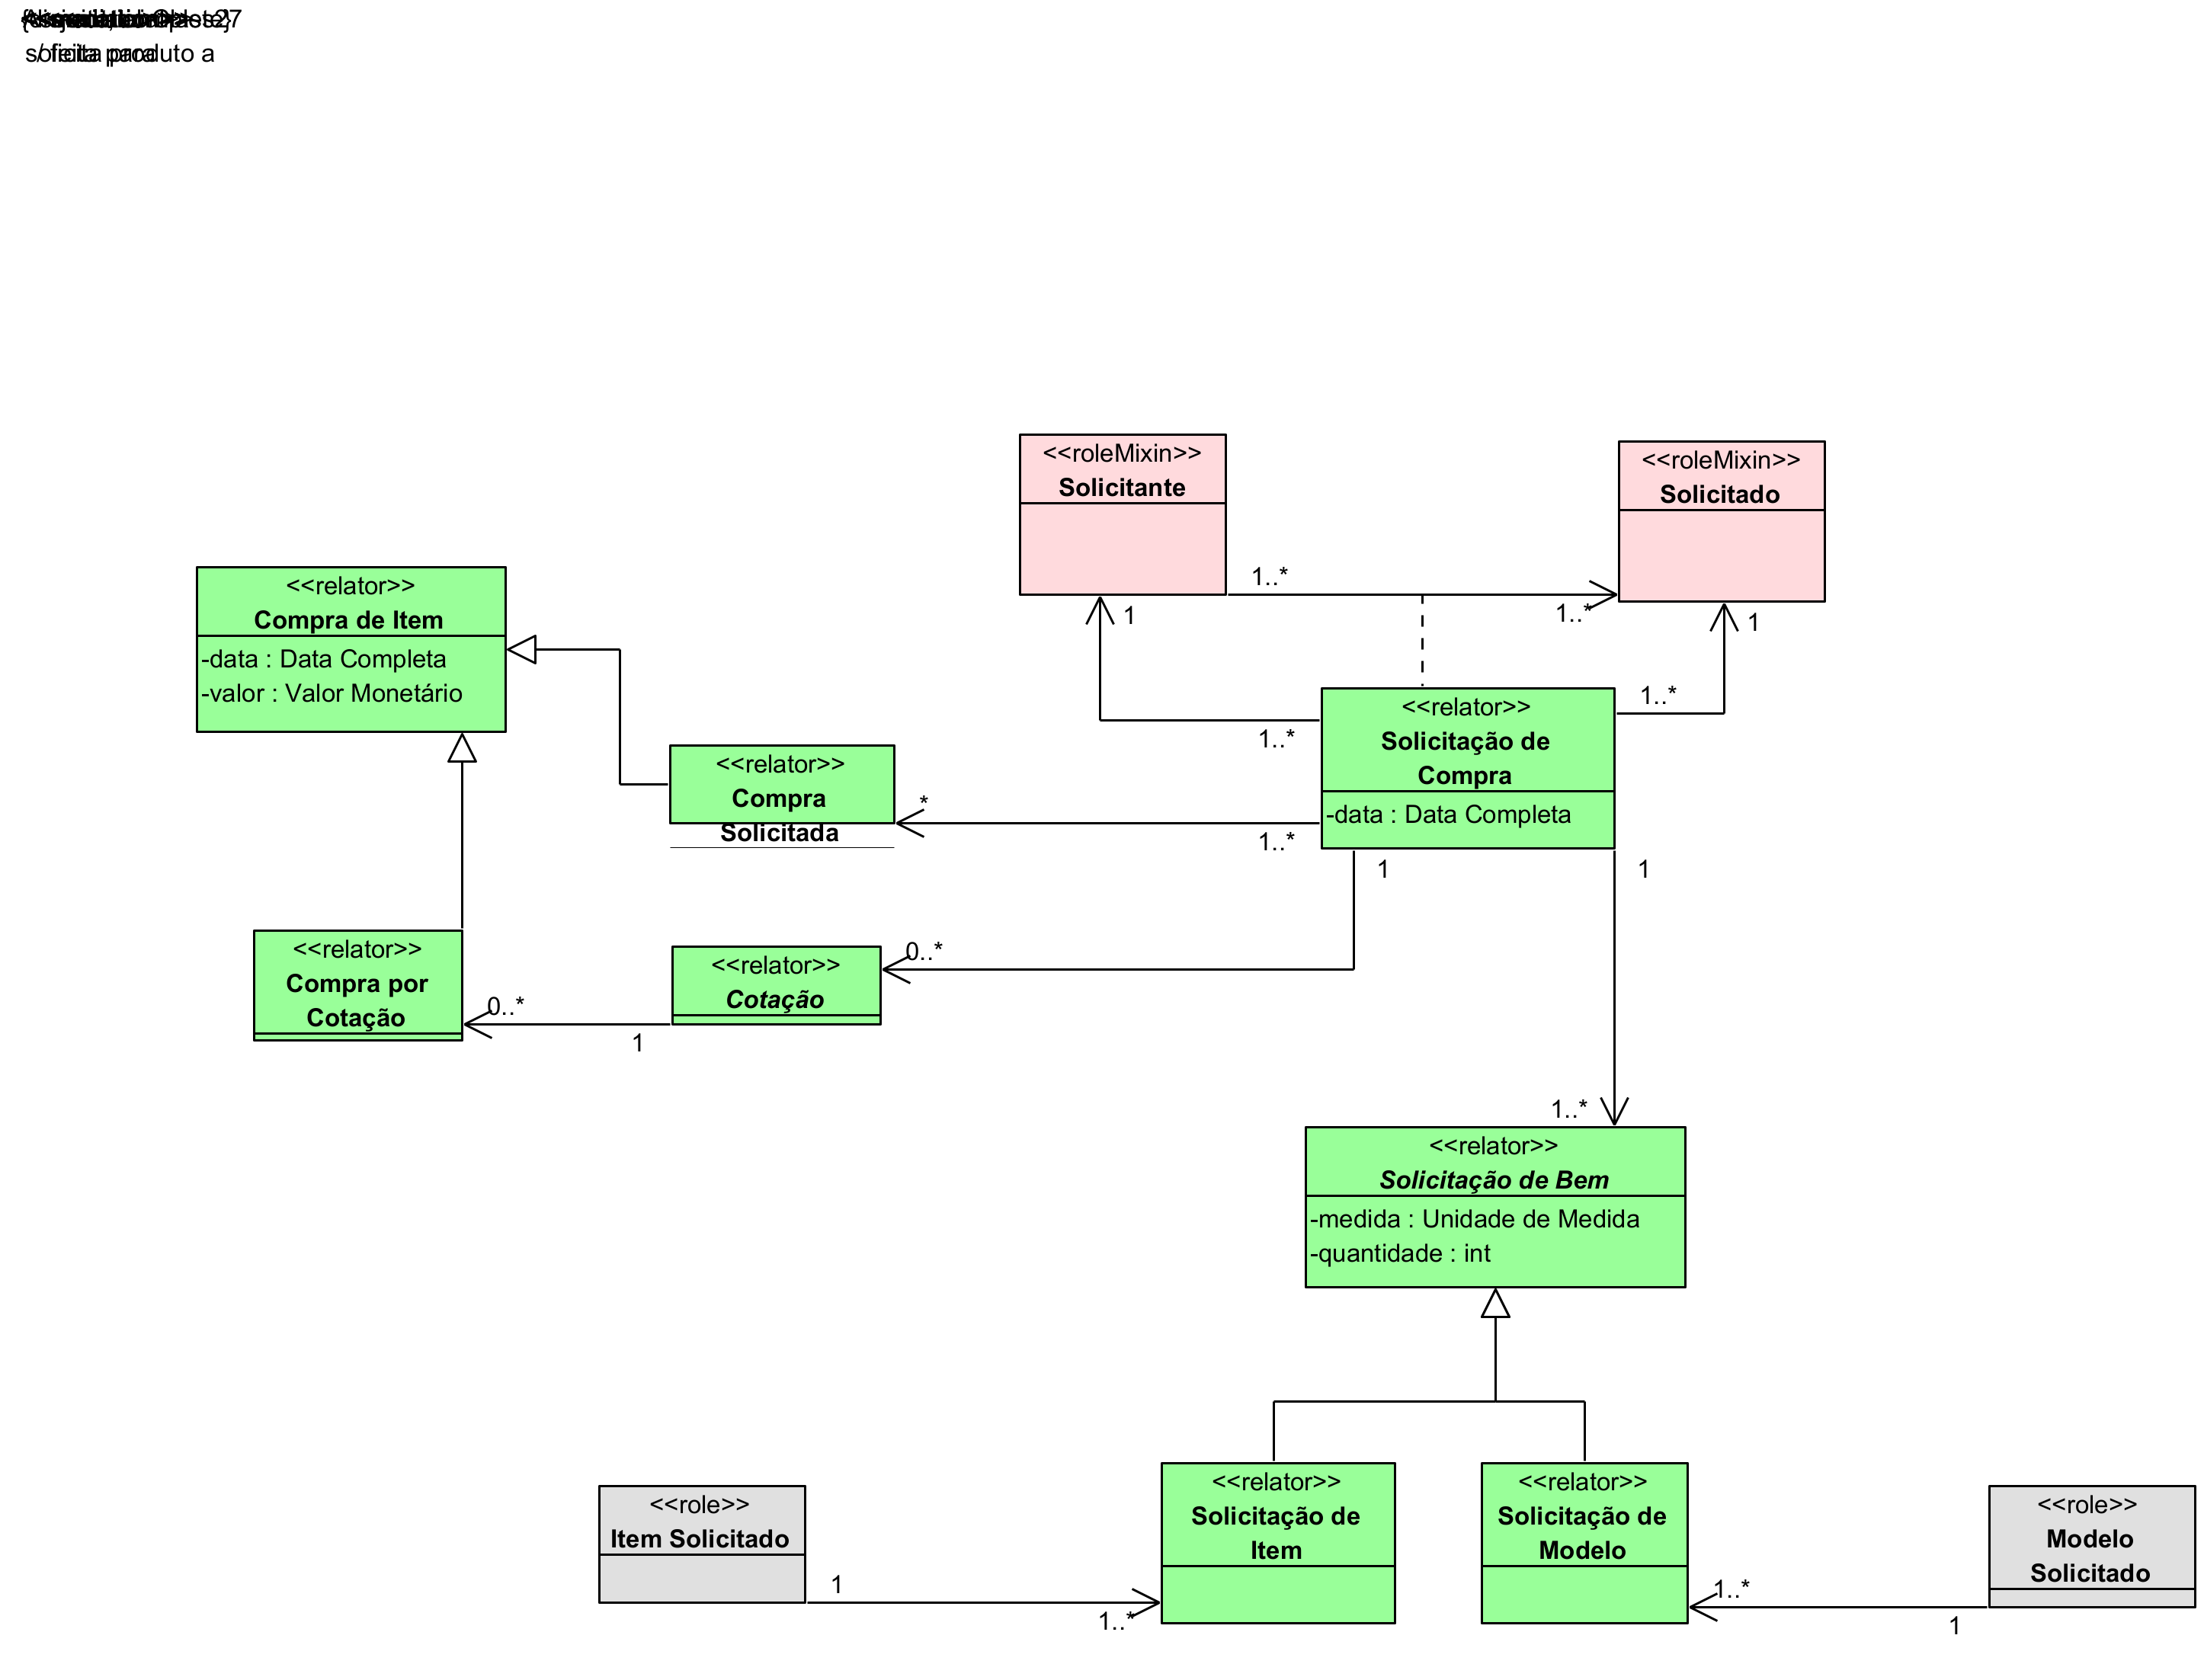 <<roleMixin>>
Solicitante
<<roleMixin>>
Solicitado
1..*
1..*
1
1
<<relator>>
Compra de Item
-data : Data Completa
-valor : Valor Monetário
1..*
<<relator>>
Solicitação de
Compra
-data : Data Completa
1..*
<<relator>>
Compra
Solicitada
*
1..*
1
1
<<relator>>
Compra por
Cotação
<<relator>>
Cotação
0..*
0..*
1
1..*
<<relator>>
Solicitação de Bem
-medida : Unidade de Medida
-quantidade : int
<<role>>
Item Solicitado
<<relator>>
Solicitação de
Item
<<relator>>
Solicitação de
Modelo
<<role>>
Modelo
Solicitado
1
1..*
1..*
1